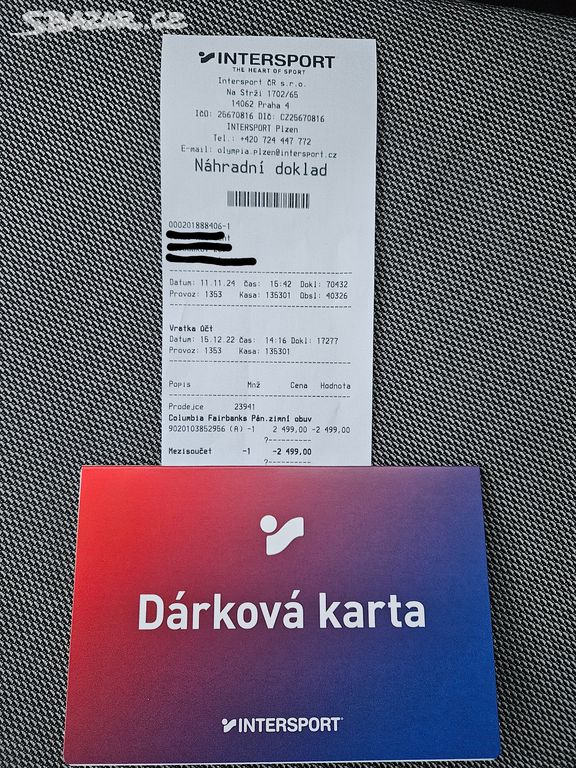 SBAZAR.CZ
INTERSPORT
THE HEART OF SPORT
Intersport ČR s.r.o.
Na Strži 1702/65
14062 Praha 4
IČO: 25670816 DIČ: CZ25670816
INTERSPORT Plzen
Tel.: +420 724 447 772
E-mail: olympia.plzen@intersport.cz
Náhradní doklad
000201888406-1
Datum: 11.11.24 Čas: 15:42 Dokl: 70432
Provoz: 1353 Kasa: 135301 Obsl: 40326
Vratka Účt
Datum: 15.12.22 Čas: 14:16 Dokl: 17277
Provoz: 1353 Kasa: 135301
Popis Mnž Cena Hodnota
Prodejce 23941
Columbia Fairbanks Pán.zimní obuv
9020103852956 (A) -1 2 499,00 -2 499,00
?
Mezisoučet -1 -2 499,00
?
Dárková karta
INTERSPORT